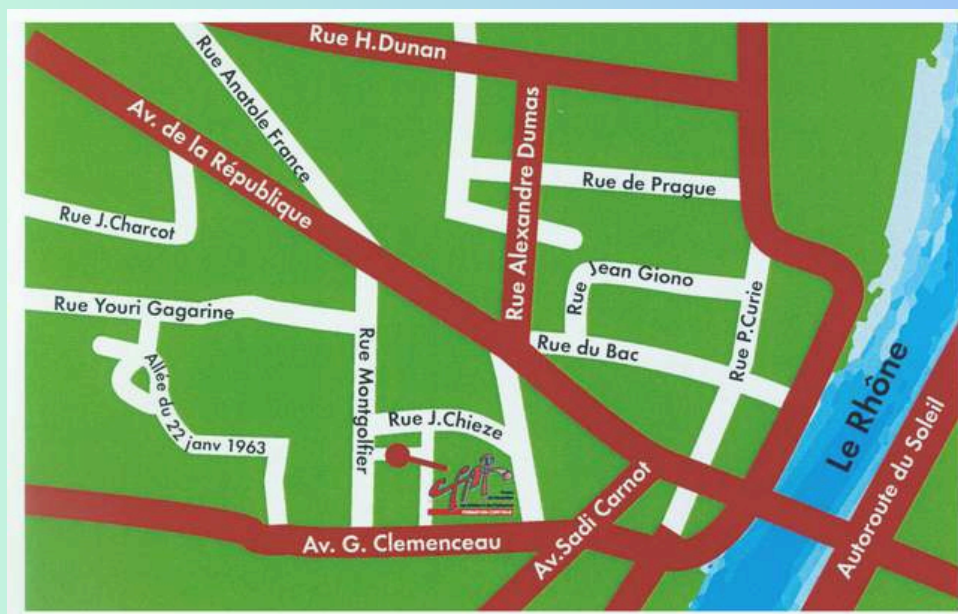 Rue H.Dunan
Rue Anatole France
Av. de la République
Rue Alexandre Dumas
Rue de Prague
Rue J.Charcot
Rue Jean Giono
Rue Youri Gagarine
Rue P.Curie
Rue du Bac
Le Rhône
Allée du 22 janv 1963
Rue Montgolfier
Rue J.Chieze
Autoroute du Soleil
Av.Sadi Carnot
Av. G. Clemenceau
FORMATION CONTINUE